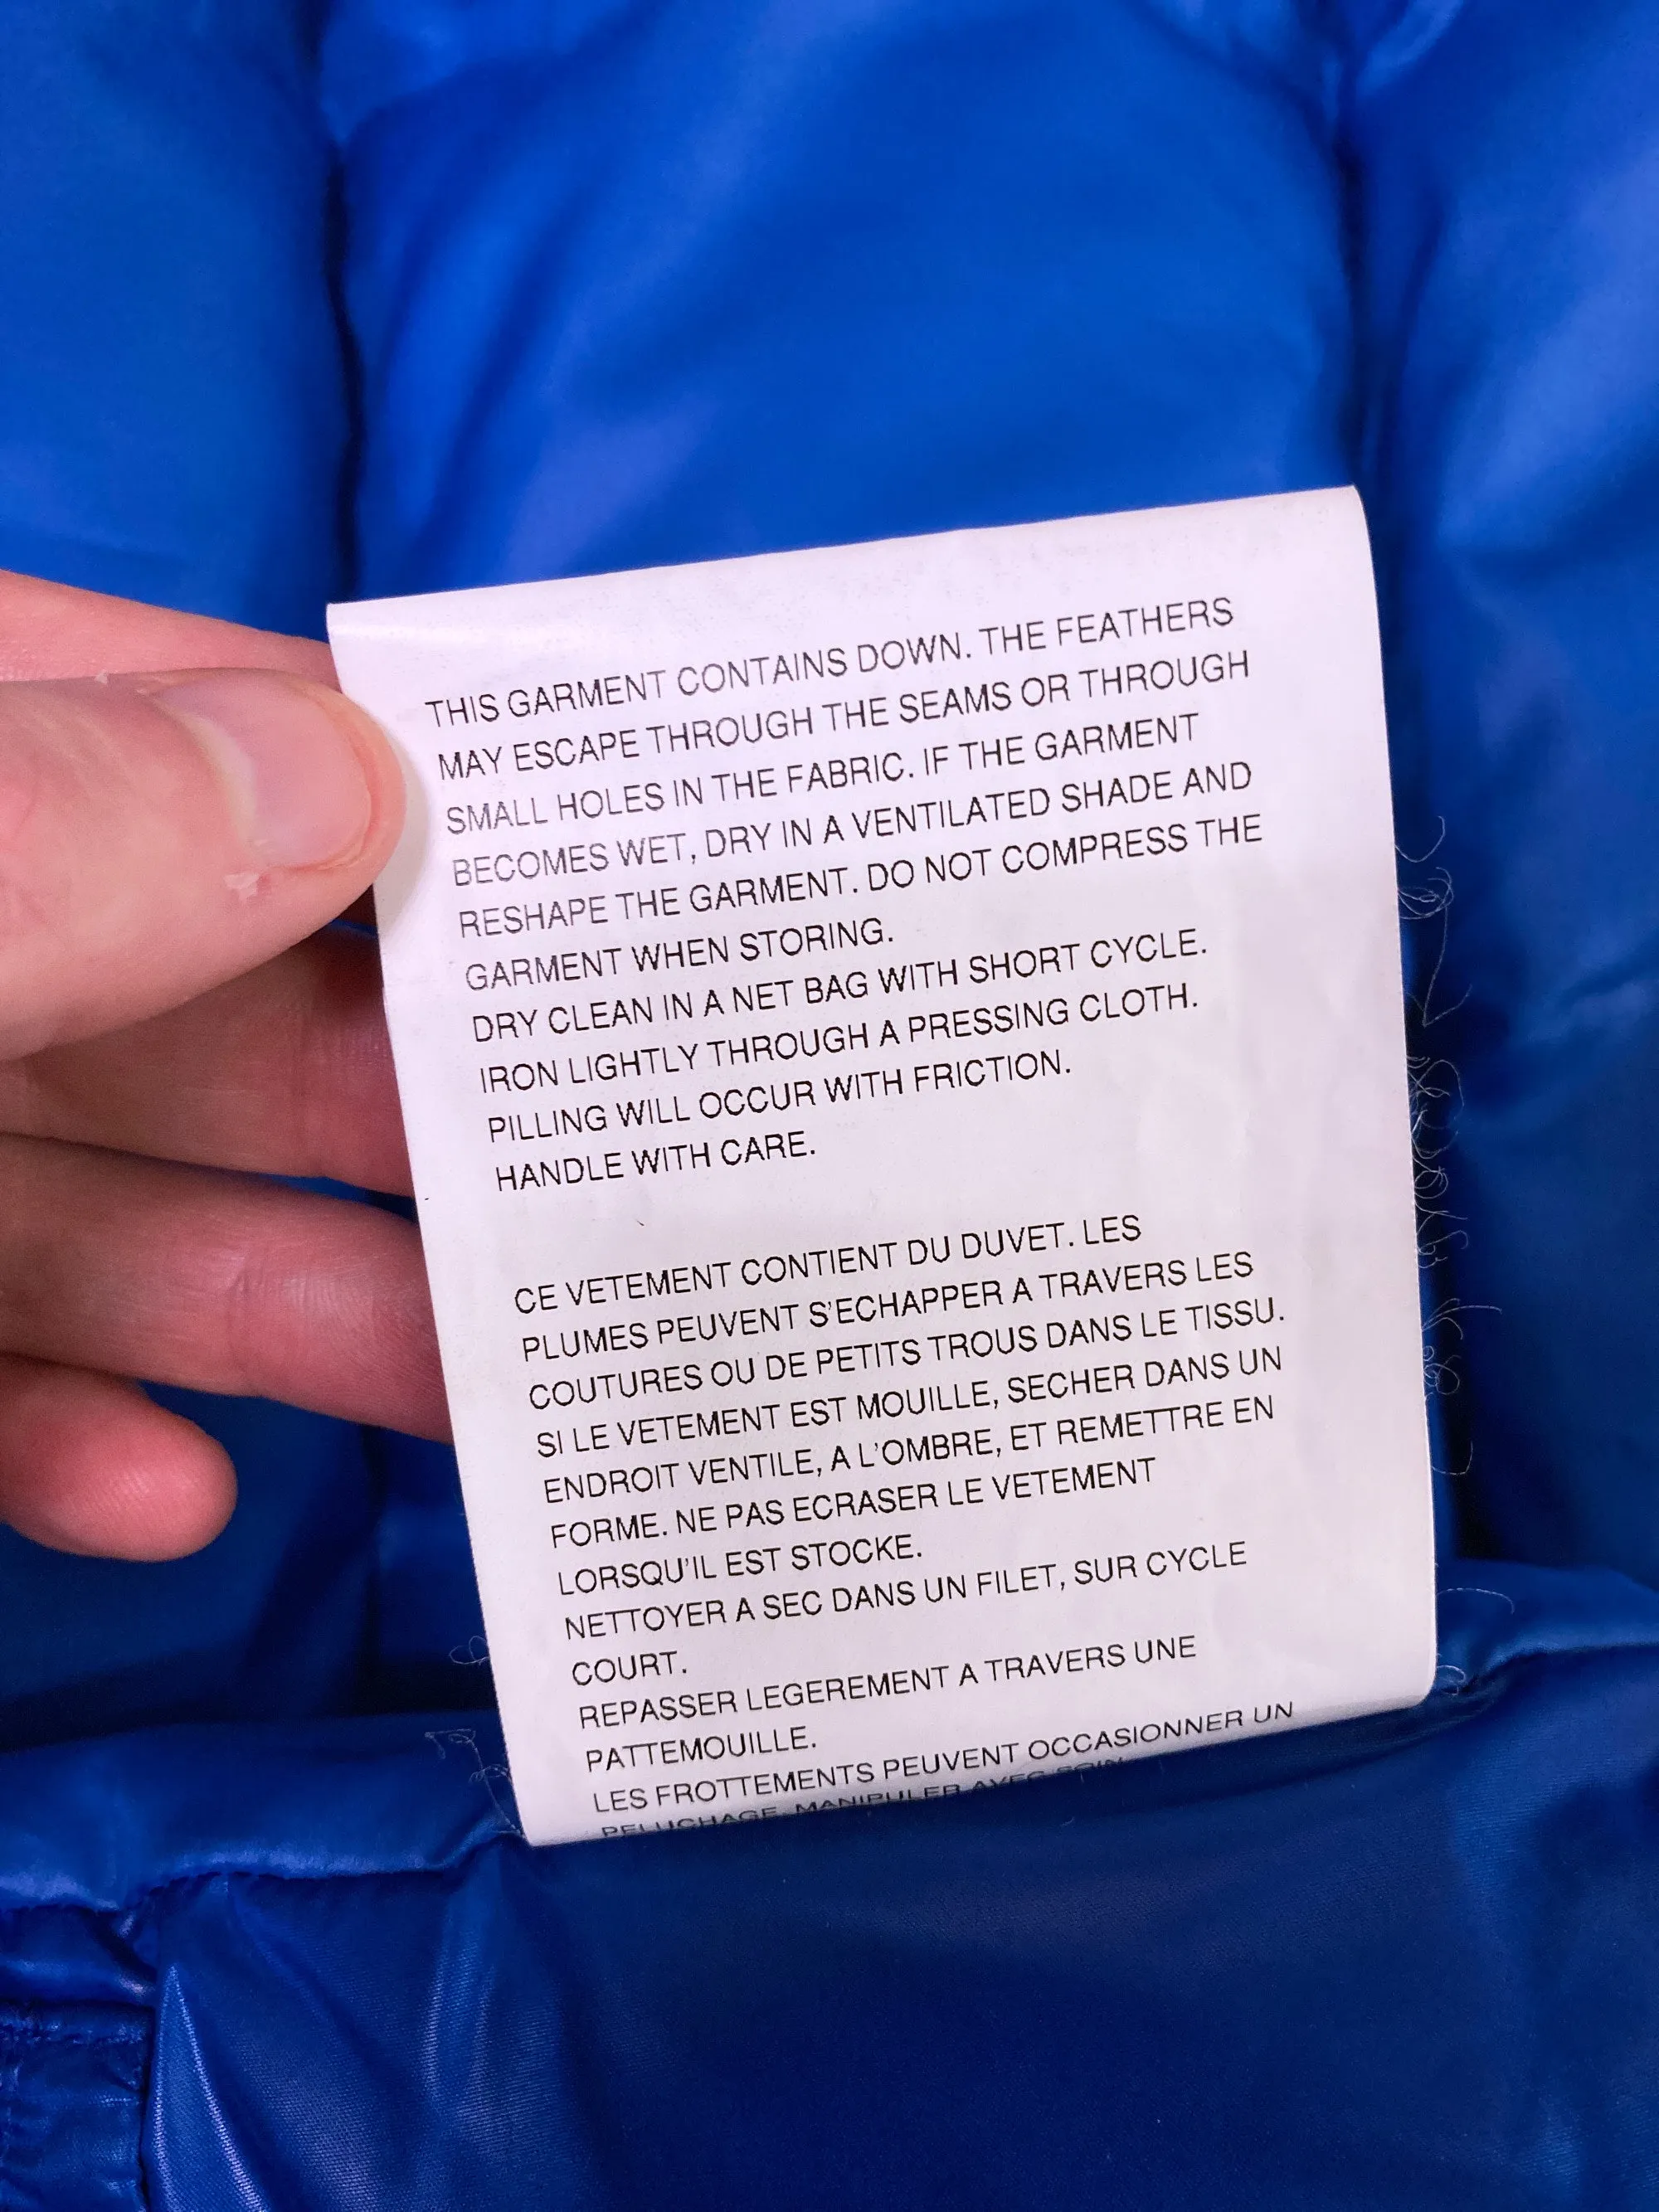 THIS GARMENT CONTAINS DOWN. THE FEATHERS
MAY ESCAPE THROUGH THE SEAMS OR THROUGH
SMALL HOLES IN THE FABRIC. IF THE GARMENT
BECOMES WET, DRY IN A VENTILATED SHADE AND
RESHAPE THE GARMENT. DO NOT COMPRESS THE
GARMENT WHEN STORING.
DRY CLEAN IN A NET BAG WITH SHORT CYCLE.
IRON LIGHTLY THROUGH A PRESSING CLOTH.
PILLING WILL OCCUR WITH FRICTION.
HANDLE WITH CARE.
CE VETEMENT CONTIENT DU DUVET. LES
PLUMES PEUVENT S'ECHAPPER A TRAVERS LES
COUTURES OU DE PETITS TROUS DANS LE TISSU.
SI LE VETEMENT EST MOUILLE, SECHER DANS UN
ENDROIT VENTILE, A L'OMBRE, ET REMETTRE EN
FORME. NE PAS ECRASER LE VETEMENT
LORSQU'IL EST STOCKE.
NETTOYER A SEC DANS UN FILET, SUR CYCLE
COURT.
REPASSER LEGEREMENT A TRAVERS UNE
PATTEMOUILLE.
LES FROTTEMENTS PEUVENT OCCASIONNER UN
PELUCHAGE. MANIPULER AVEC SOIN.